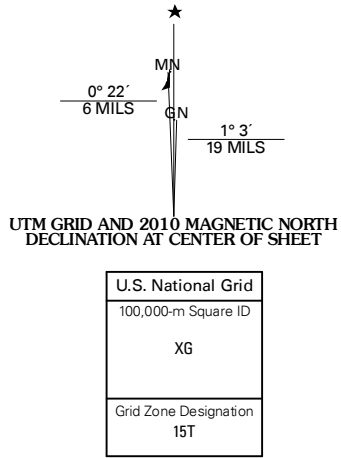 ★
MN
0° 22´
6 MILS
GN
1° 3´
19 MILS
UTM GRID AND 2010 MAGNETIC NORTH
DECLINATION AT CENTER OF SHEET
U.S. National Grid
100,000-m Square ID
XG
Grid Zone Designation
15T